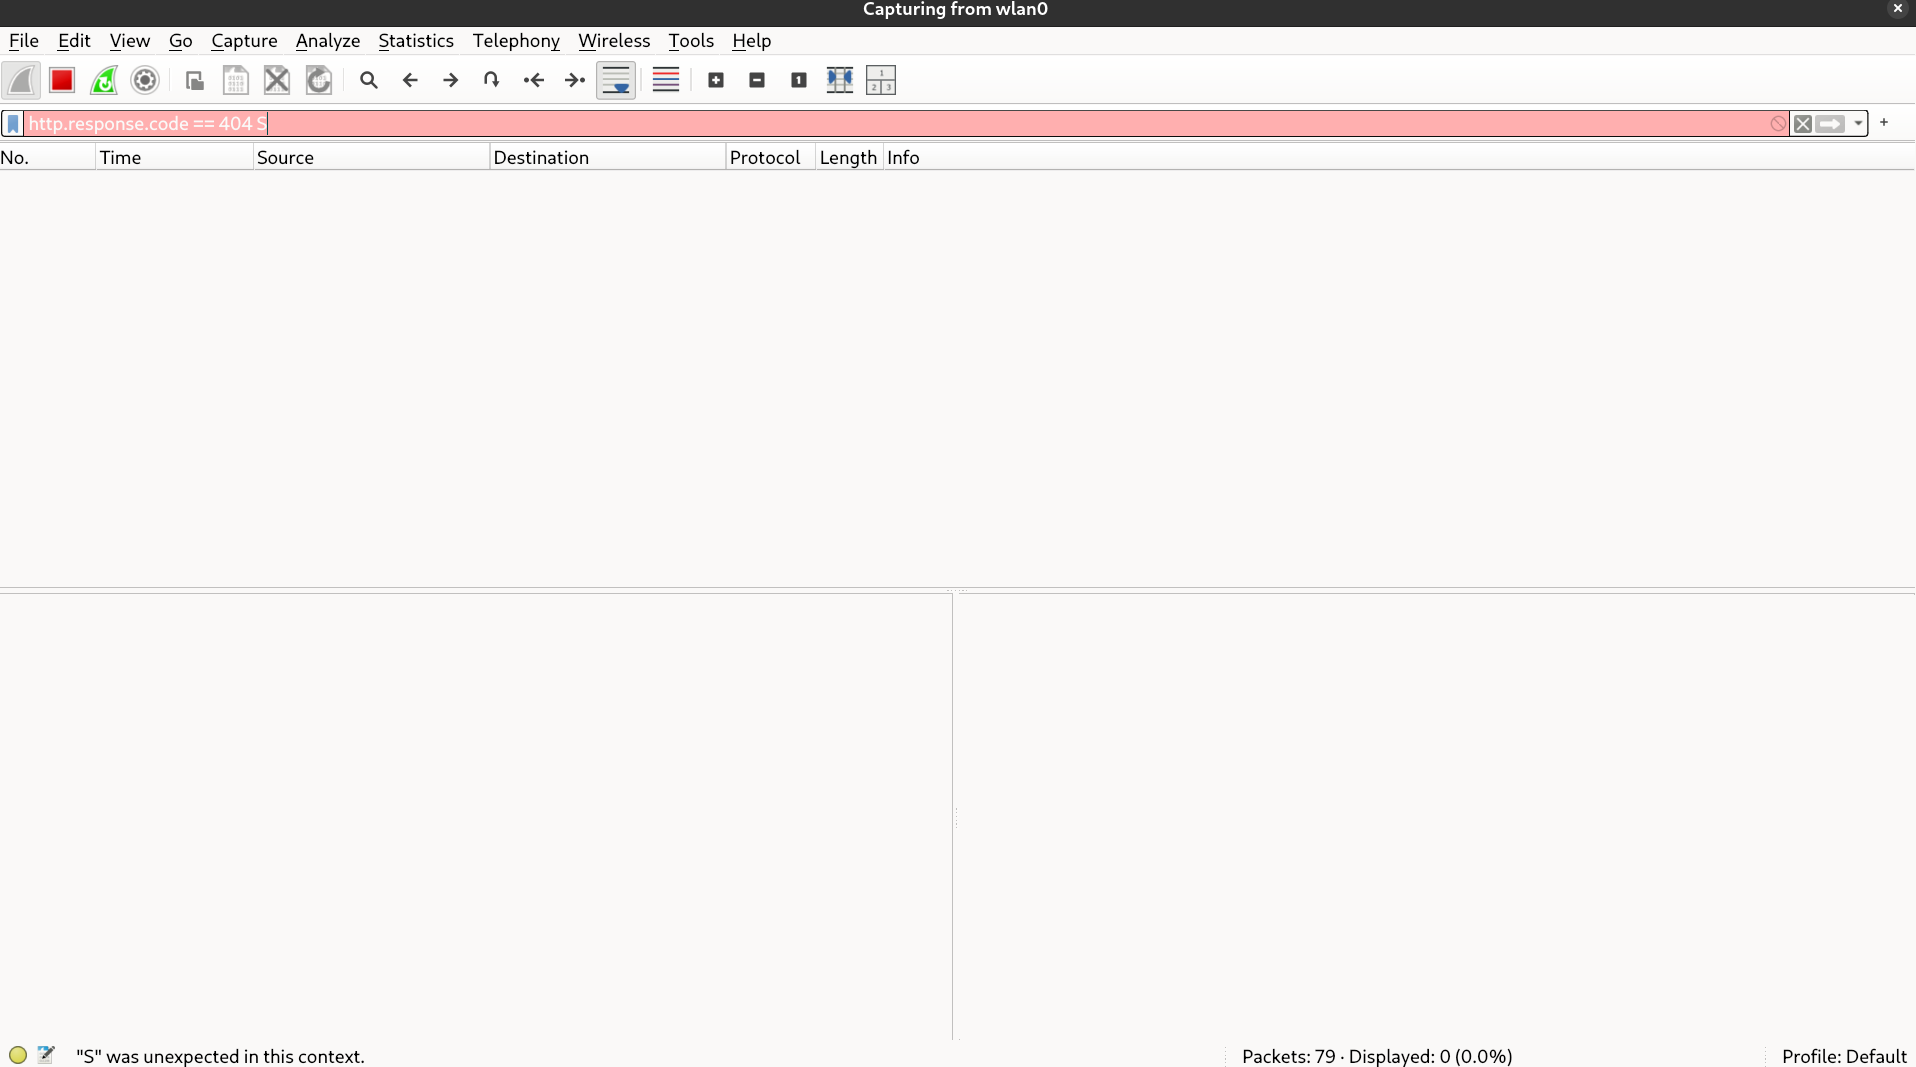 Capturing from wlan0
File Edit View Go Capture Analyze Statistics Telephony Wireless Tools Help
http.response.code == 404 S
No. Time Source Destination Protocol Length Info
"S" was unexpected in this context. Packets: 79 · Displayed: 0 (0.0%) Profile: Default